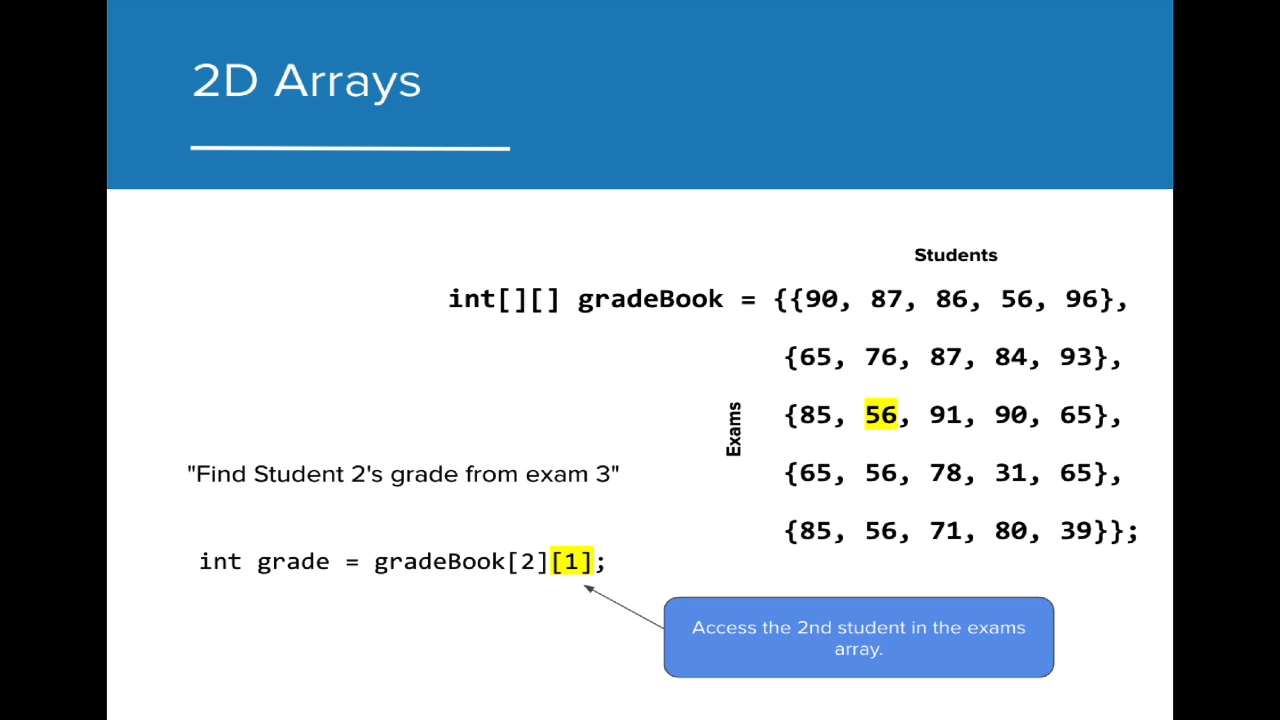 2D Arrays
Students
int[][] gradeBook = {{90, 87, 86, 56, 96},
{65, 76, 87, 84, 93},
{85, 56, 91, 90, 65},
Exams
{65, 56, 78, 31, 65},
{85, 56, 71, 80, 39}};
"Find Student 2's grade from exam 3"
int grade = gradeBook[2][1];
Access the 2nd student in the exams
array.